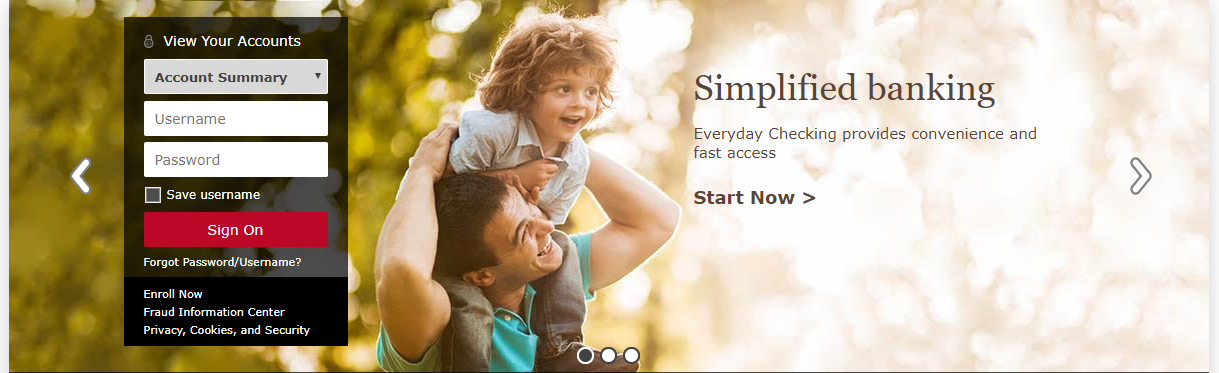 View Your Accounts
Account Summary
Username
Password
Save username
Sign On
Forgot Password/Username?
Enroll Now
Fraud Information Center
Privacy, Cookies, and Security
Simplified banking
Everyday Checking provides convenience and
fast access
Start Now >